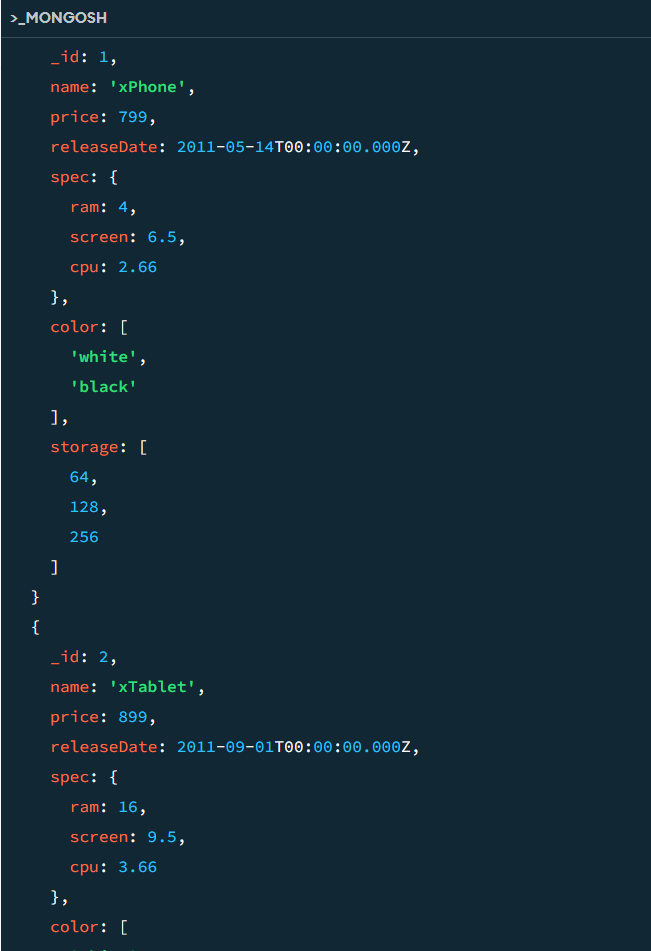 >_MONGOSH
_id: 1,
name: 'xPhone',
price: 799,
releaseDate: 2011-05-14T00:00:00.000Z,
spec: {
ram: 4,
screen: 6.5,
cpu: 2.66
},
color: [
'white',
'black'
],
storage: [
64,
128,
256
]
}
{
_id: 2,
name: 'xTablet',
price: 899,
releaseDate: 2011-09-01T00:00:00.000Z,
spec: {
ram: 16,
screen: 9.5,
cpu: 3.66
},
color: [